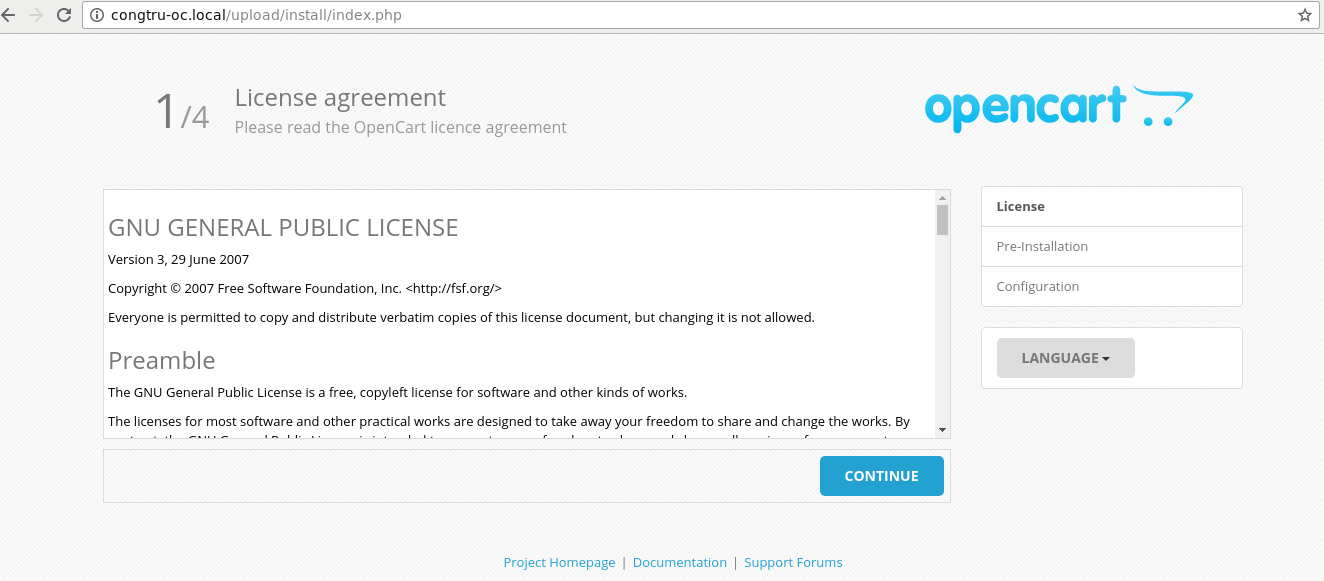 congtru-oc.local/upload/install/index.php
1/4
License agreement
Please read the OpenCart licence agreement
opencart
GNU GENERAL PUBLIC LICENSE
Version 3, 29 June 2007
Copyright © 2007 Free Software Foundation, Inc. <http://fsf.org/>
Everyone is permitted to copy and distribute verbatim copies of this license document, but changing it is not allowed.
Preamble
The GNU General Public License is a free, copyleft license for software and other kinds of works.
The licenses for most software and other practical works are designed to take away your freedom to share and change the works. By
CONTINUE
License
Pre-Installation
Configuration
LANGUAGE
Project Homepage | Documentation | Support Forums